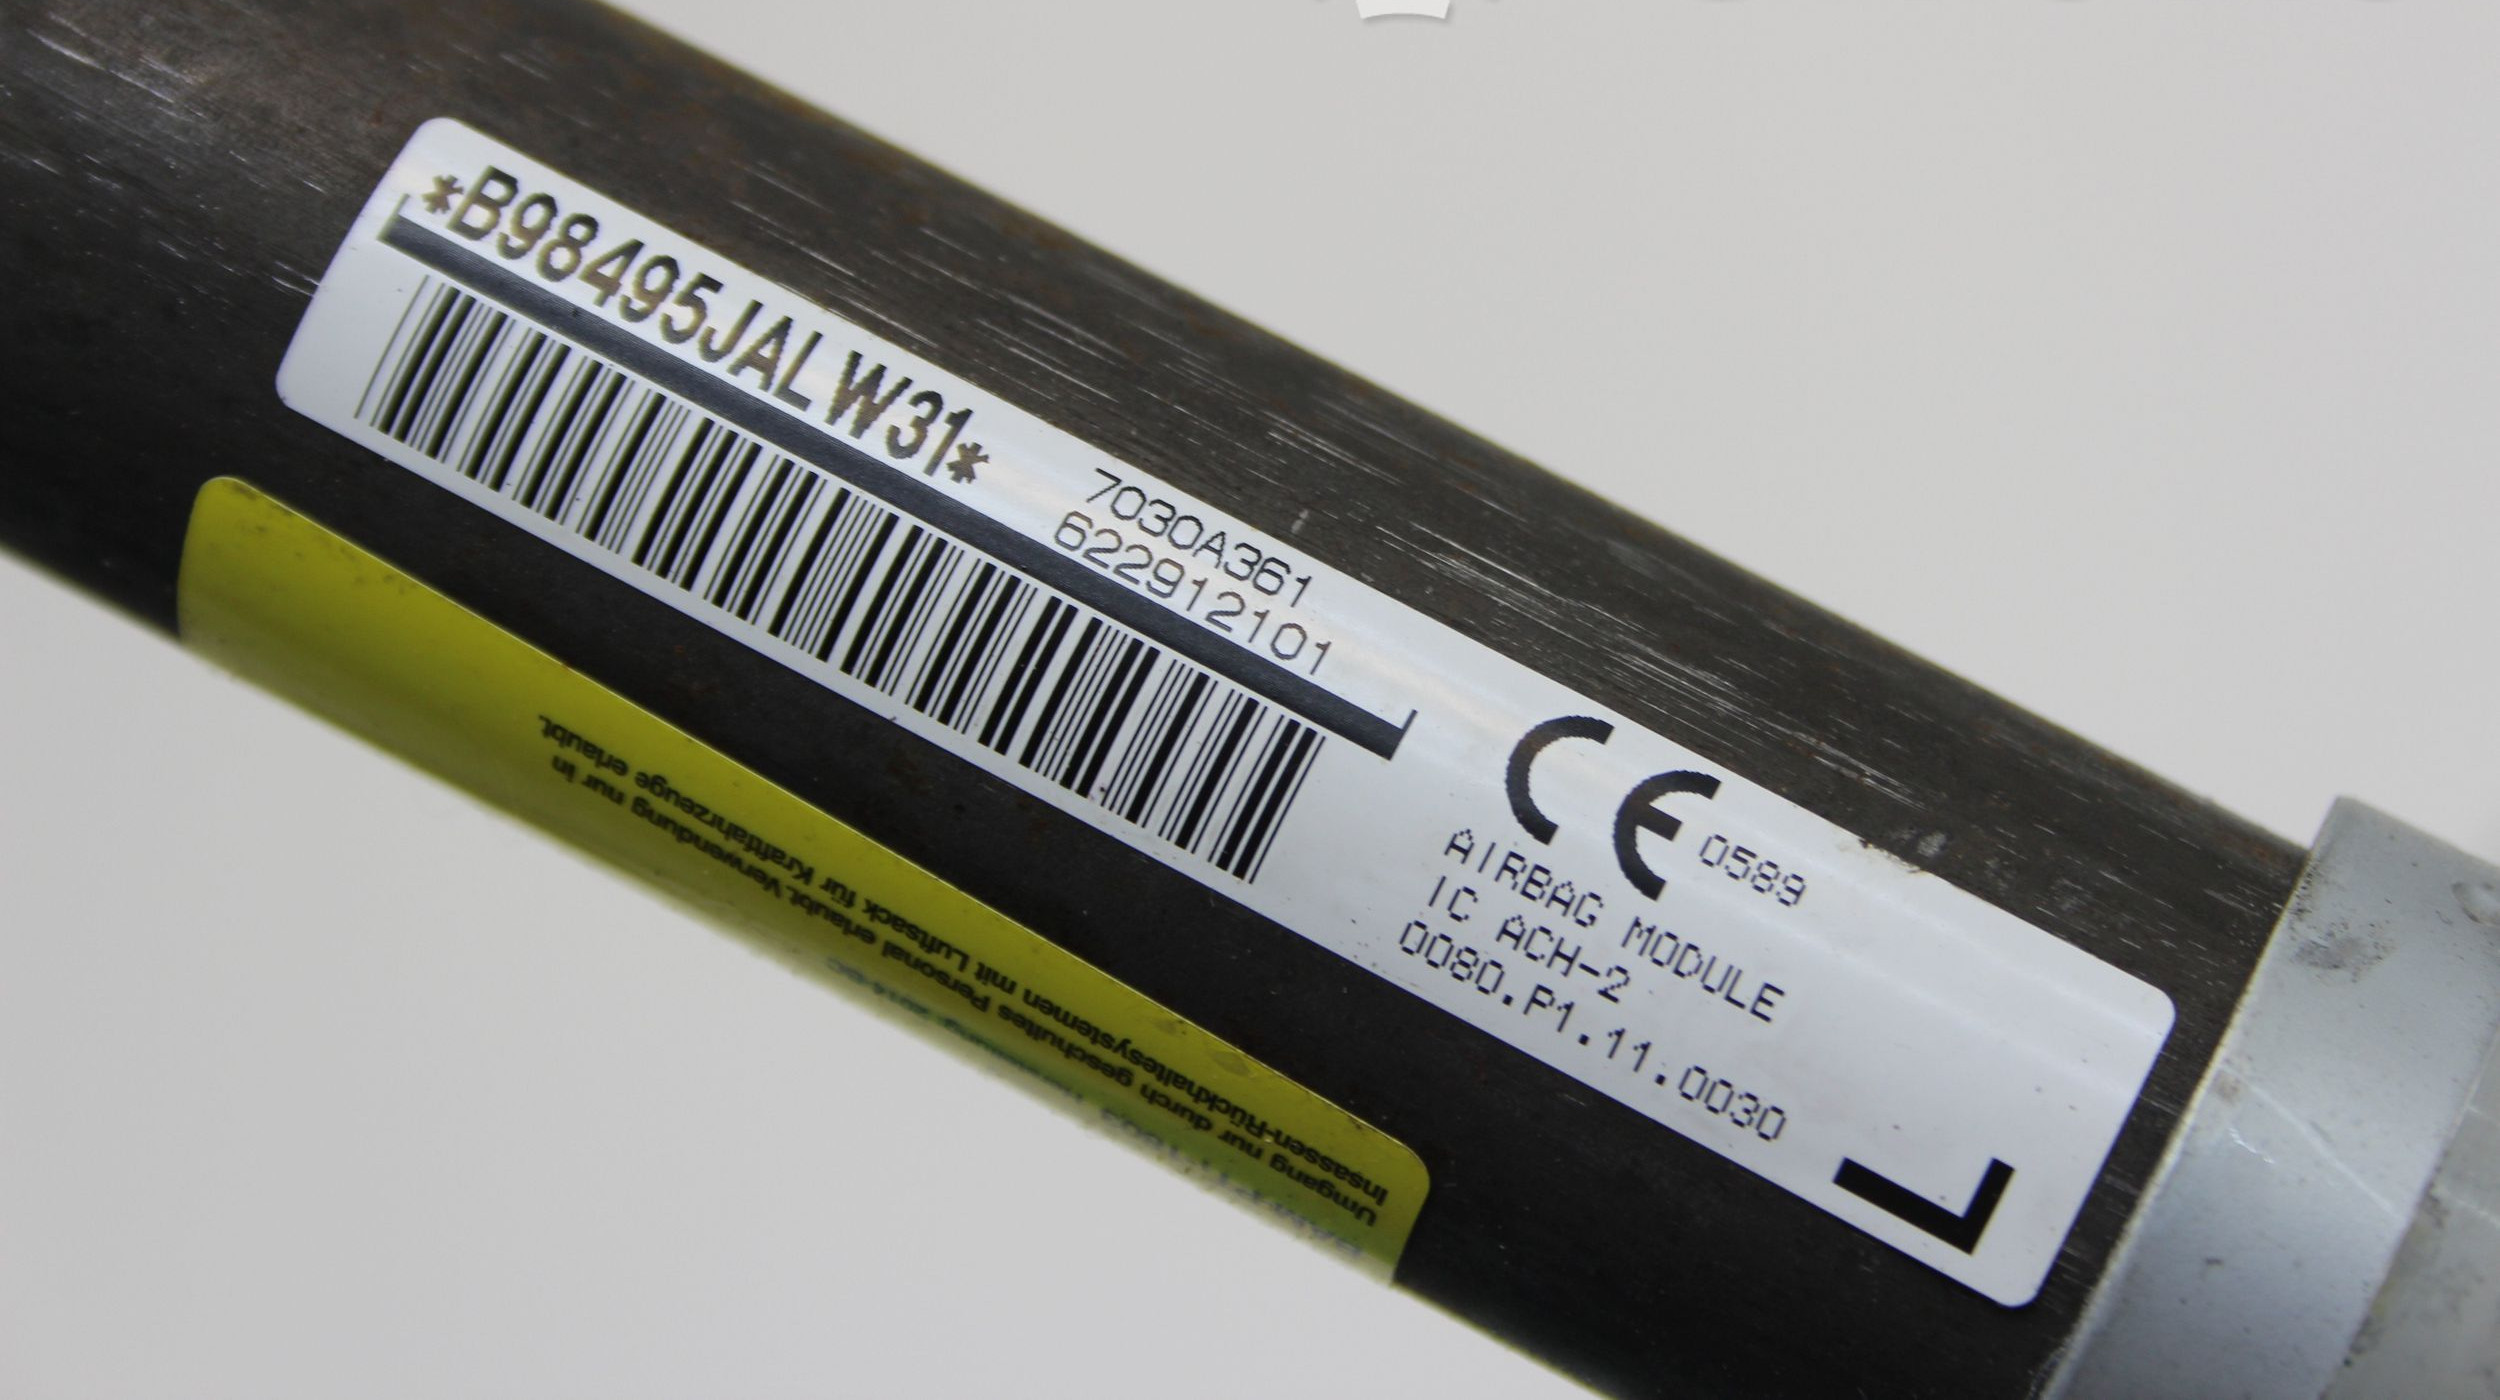 *B98495JALW31*
7030A361
622912101
CE 0589
AIRBAG MODULE
IC ACH-2
0080.P1.11.0030
Umgang nur durch geschultes Personal erlaubt. Verwendung nur in
Insassen-Rückhaltesystemen mit Luftsack für Kraftfahrzeuge erlaubt.